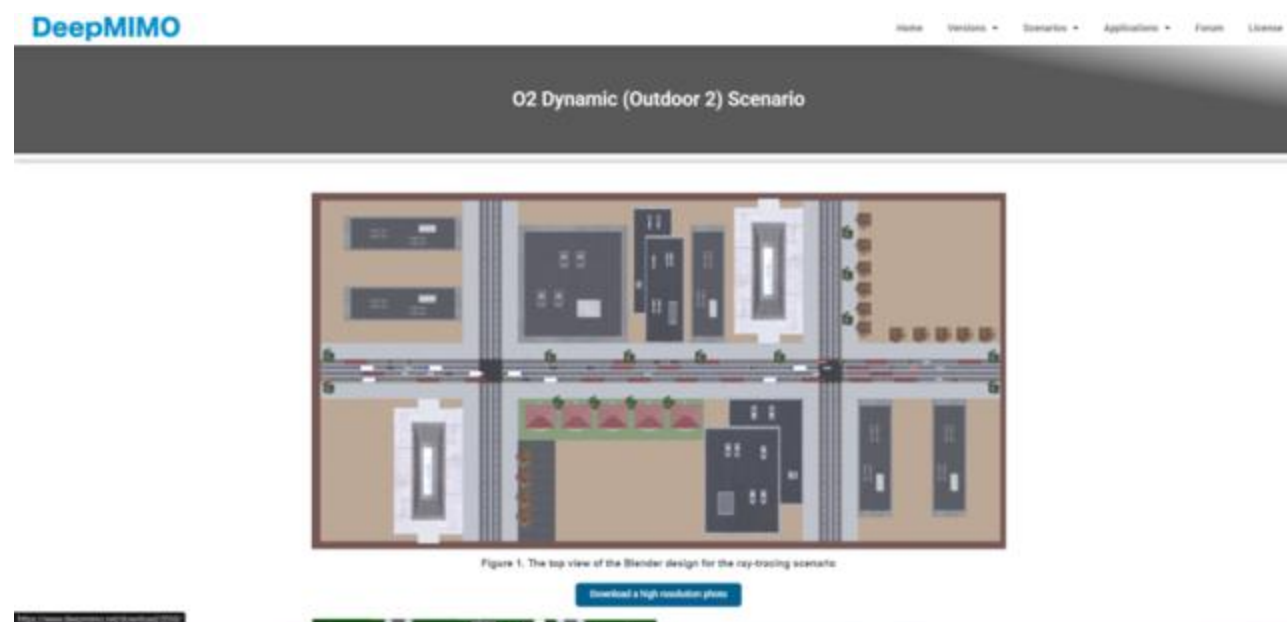 DeepMIMO
Home Versions Scenarios Applications Forum License
O2 Dynamic (Outdoor 2) Scenario
Figure 1. The top view of the Blender design for the ray-tracing scenario
Download a high resolution photo